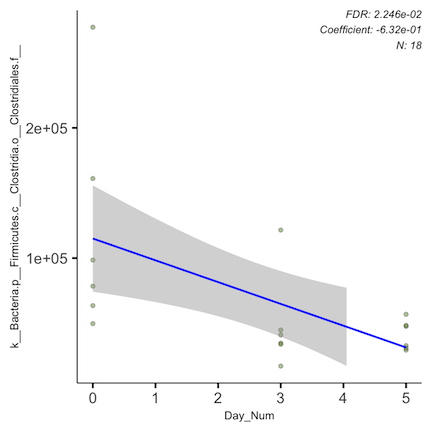 FDR: 2.246e-02
Coefficient: -6.32e-01
N: 18
k__Bacteria.p__Firmicutes.c__Clostridia.o__Clostridiales.f__
2e+05
1e+05
0 1 2 3 4 5
Day_Num